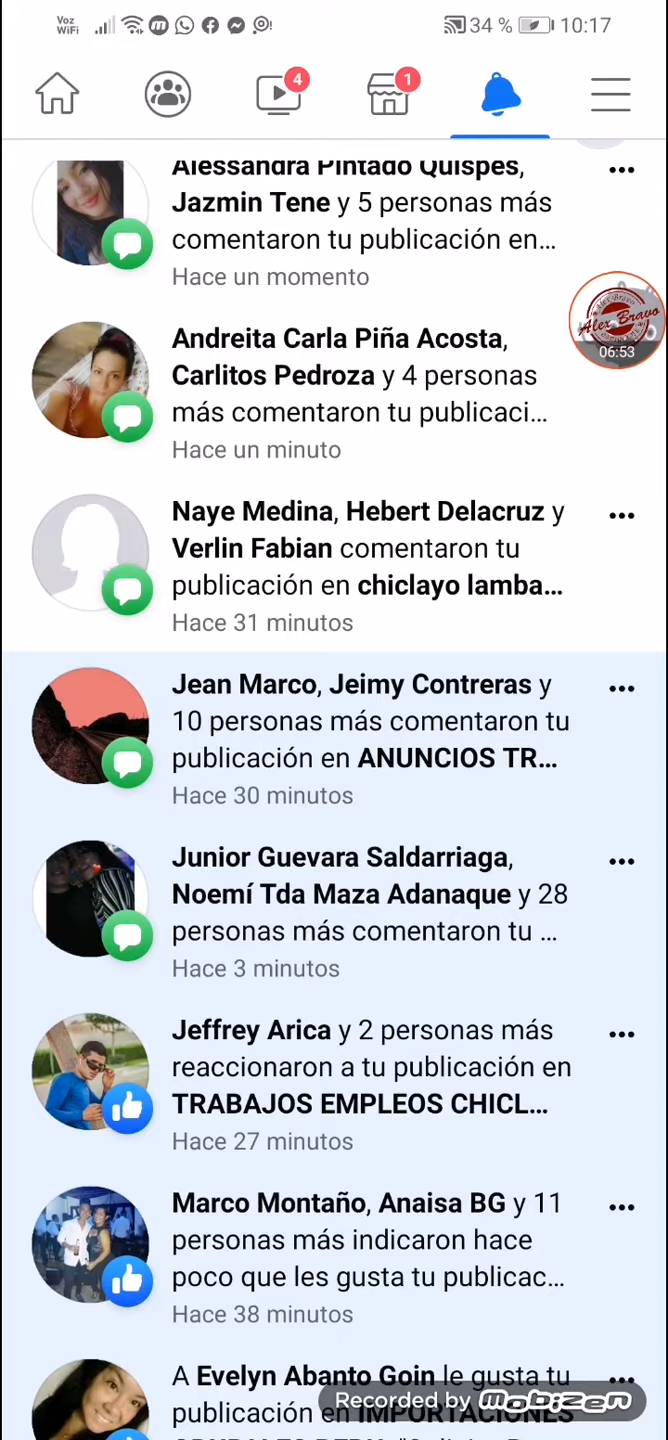 Voz
WiFi
34 %
10:17
4
1
Alessandra Pintado Quispes,
Jazmin Tene y 5 personas más
comentaron tu publicación en...
Hace un momento
Alex Bravo
06:53
Andreita Carla Piña Acosta,
Carlitos Pedroza y 4 personas
más comentaron tu publicaci...
Hace un minuto
Naye Medina, Hebert Delacruz y
Verlin Fabian comentaron tu
publicación en chiclayo lamba...
Hace 31 minutos
Jean Marco, Jeimy Contreras y
10 personas más comentaron tu
publicación en ANUNCIOS TR...
Hace 30 minutos
Junior Guevara Saldarriaga,
Noemí Tda Maza Adanaque y 28
personas más comentaron tu ...
Hace 3 minutos
Jeffrey Arica y 2 personas más
reaccionaron a tu publicación en
TRABAJOS EMPLEOS CHICL...
Hace 27 minutos
Marco Montaño, Anaisa BG y 11
personas más indicaron hace
poco que les gusta tu publicac...
Hace 38 minutos
A Evelyn Abanto Goin le gusta tu
publicación en IMPORTACIONES
Recorded by mobizen